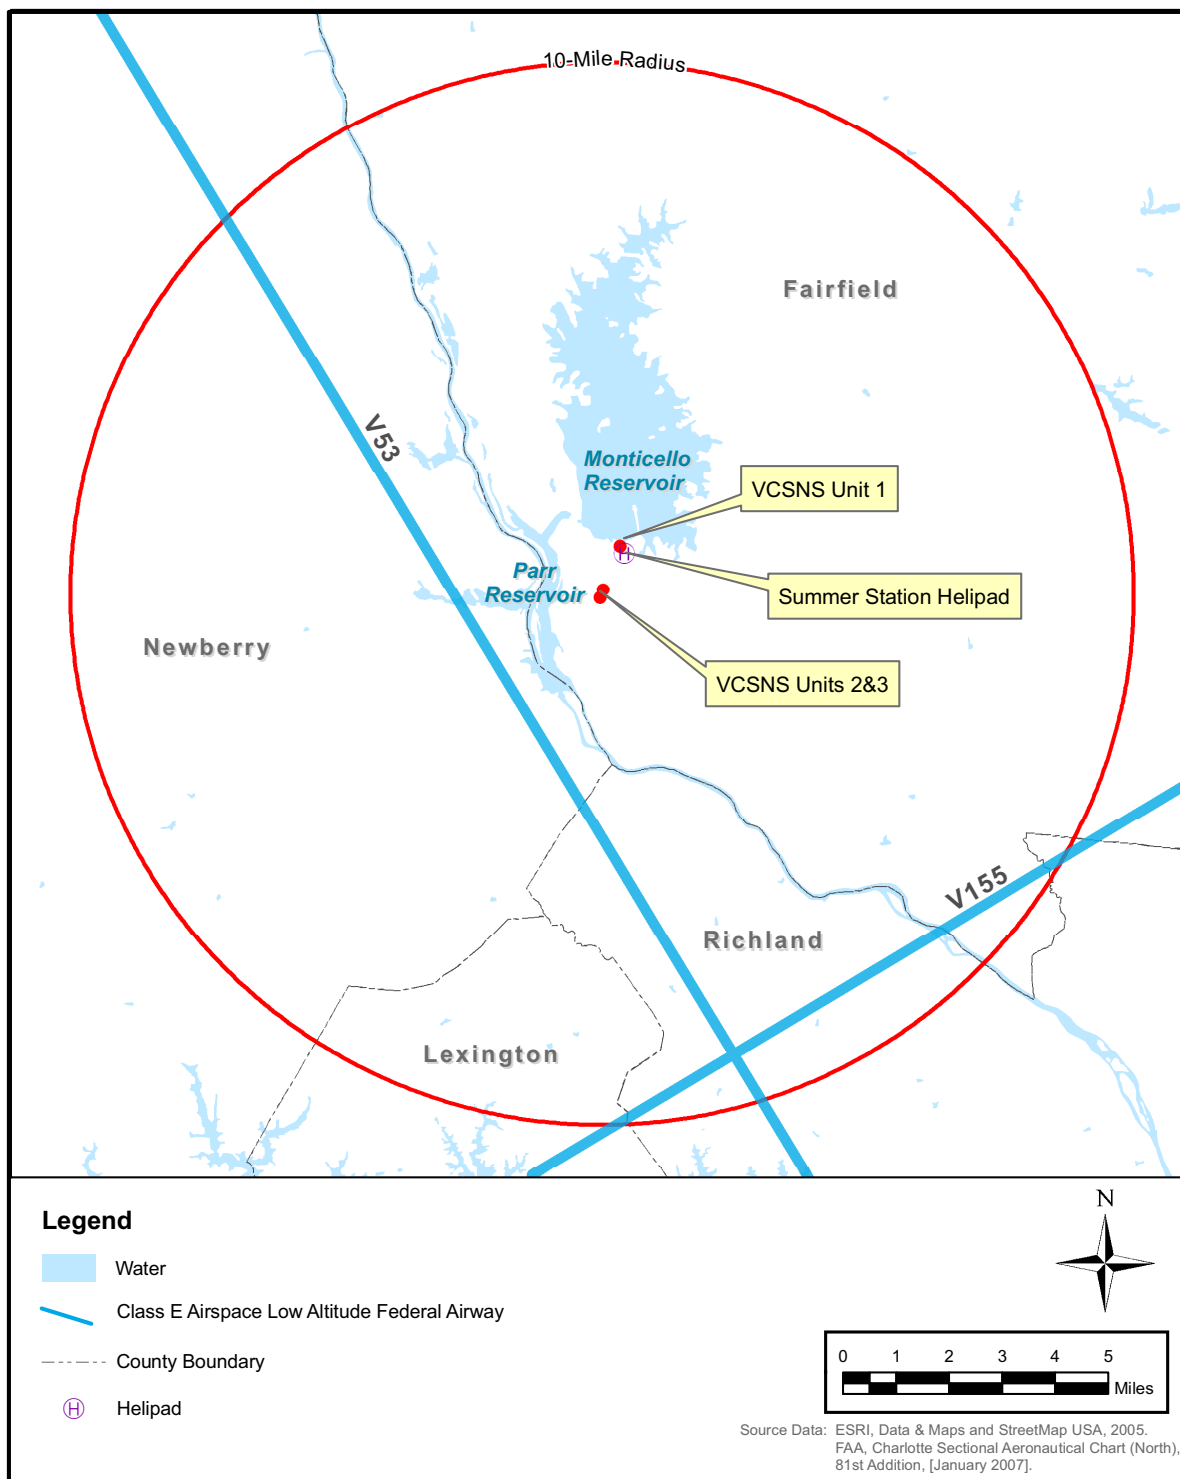 10-Mile Radius
Fairfield
V53
Monticello
Reservoir
VCSNS Unit 1
H
Parr
Reservoir
Summer Station Helipad
Newberry
VCSNS Units 2&3
V155
Richland
Lexington
Legend
Water
Class E Airspace Low Altitude Federal Airway
County Boundary
H
Helipad
N
0 1 2 3 4 5
Miles
Source Data: ESRI, Data & Maps and StreetMap USA, 2005.
FAA, Charlotte Sectional Aeronautical Chart (North),
81st Addition, [January 2007].